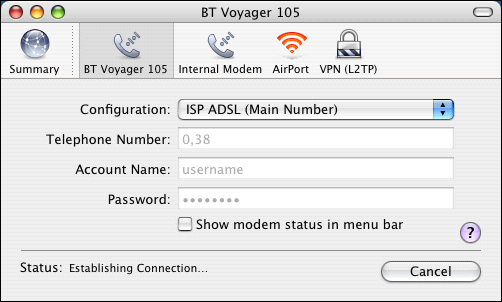 BT Voyager 105
Summary
BT Voyager 105
Internal Modem
AirPort
VPN (L2TP)
Configuration: ISP ADSL (Main Number)
Telephone Number: 0,38
Account Name: username
Password: ••••••••
Show modem status in menu bar
?
Status: Establishing Connection...
Cancel